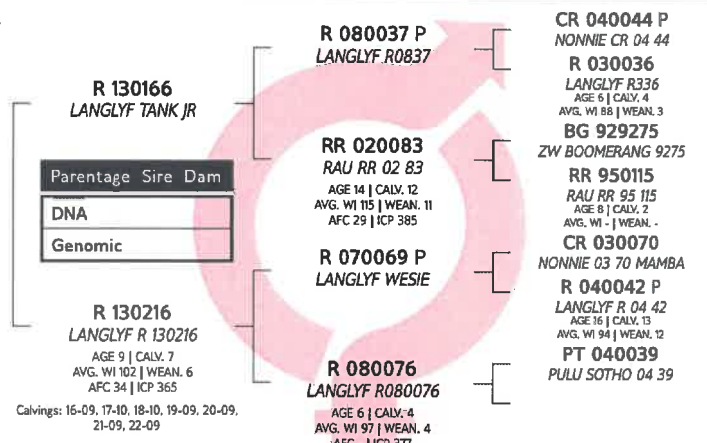 R 130166
LANGLYF TANK JR
Parentage Sire Dam
DNA
Genomic
R 130216
LANGLYF R 130216
AGE 9 | CALV. 7
AVG. WI 102 | WEAN. 6
AFC 34 | ICP 365
Calvings: 16-09, 17-10, 18-10, 19-09, 20-09,
21-09, 22-09
R 080037 P
LANGLYF R0837
RR 020083
RAU RR 02 83
AGE 14 | CALV. 12
AVG. WI 115 | WEAN. 11
AFC 29 | ICP 385
R 070069 P
LANGLYF WESIE
R 080076
LANGLYF R080076
AGE 6 | CALV. 4
AVG. WI 97 | WEAN. 4
CR 040044 P
NONNIE CR 04 44
R 030036
LANGLYF R336
AGE 6 | CALV. 4
AVG. WI 88 | WEAN. 3
BG 929275
ZW BOOMERANG 9275
RR 950115
RAU RR 95 115
AGE 8 | CALV. 2
AVG. WI - | WEAN. -
CR 030070
NONNIE 03 70 MAMBA
R 040042 P
LANGLYF R 04 42
AGE 16 | CALV. 13
AVG. WI 94 | WEAN. 12
PT 040039
PULU SOTHO 04 39